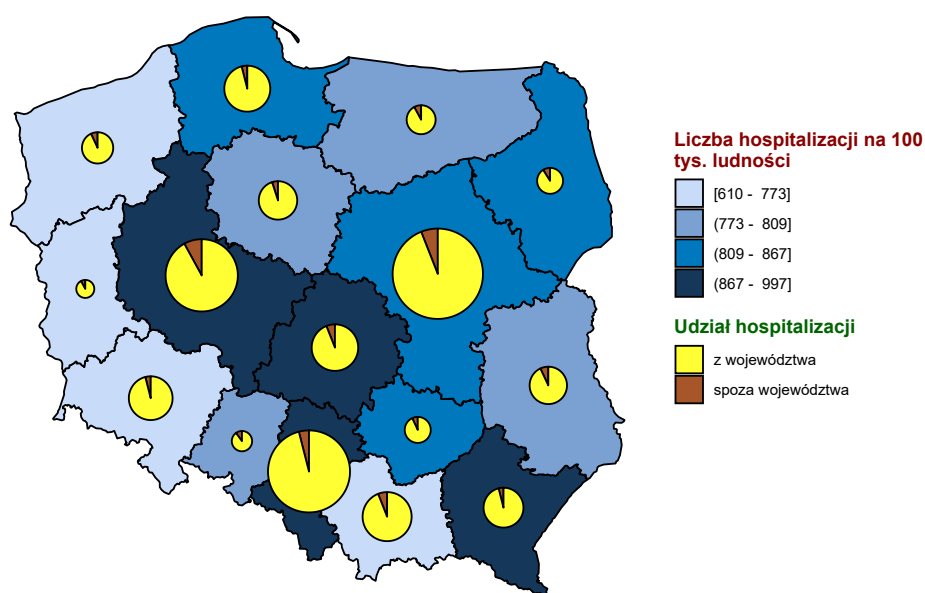 Liczba hospitalizacji na 100
tys. ludności
[610 - 773]
(773 - 809]
(809 - 867]
(867 - 997]
Udział hospitalizacji
z województwa
spoza województwa